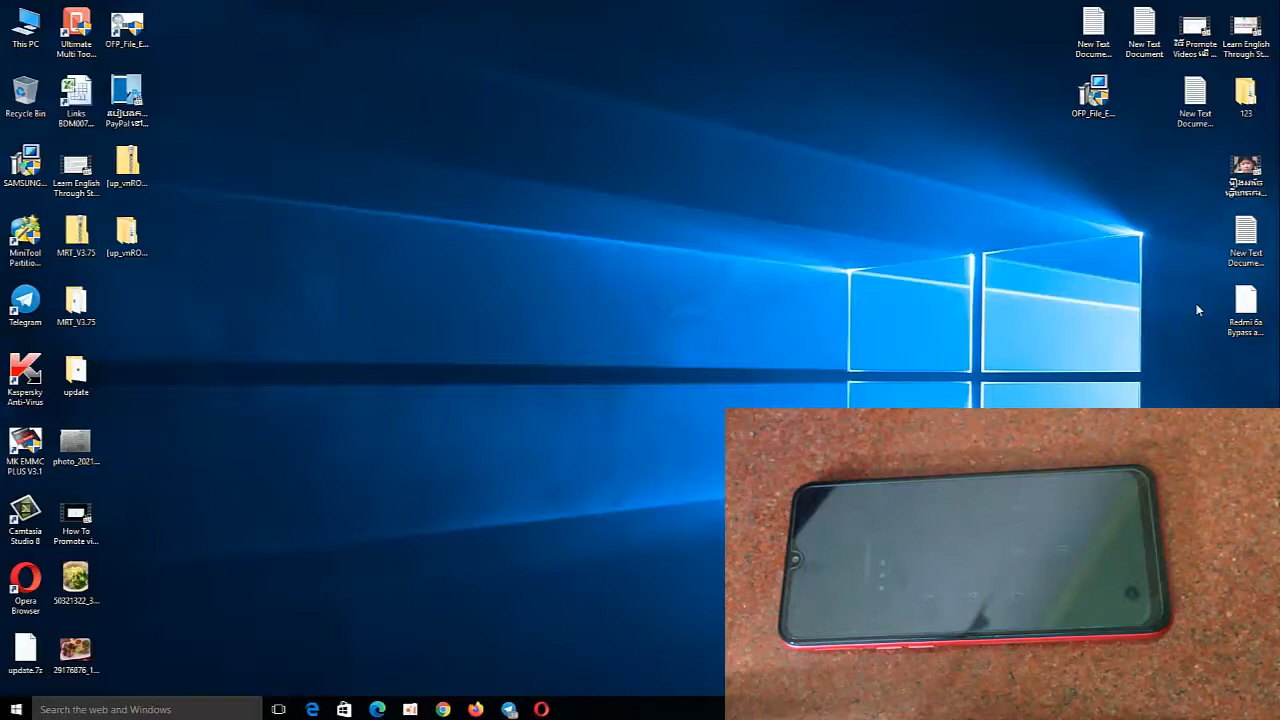 This PC
Ultimate
Multi Too...
OFP_File_E...
Recycle Bin
Links
BDM007...
PayPal
SAMSUNG...
Learn English
Through St...
[up_vnRO...
MiniTool
Partitio...
MRT_V3.75
[up_vnRO...
Telegram
MRT_V3.75
Kaspersky
Anti-Virus
update
MK EMMC
PLUS V3.1
photo_2021...
Camtasia
Studio 8
How To
Promote vi...
Opera
Browser
50321322_3...
update.7z
29176876_1...
New Text
Docume...
New Text
Document
Promote
Videos
Learn English
Through St...
OFP_File_E...
New Text
Docume...
123
New Text
Docume...
Redmi 6a
Bypass a...
Search the web and Windows